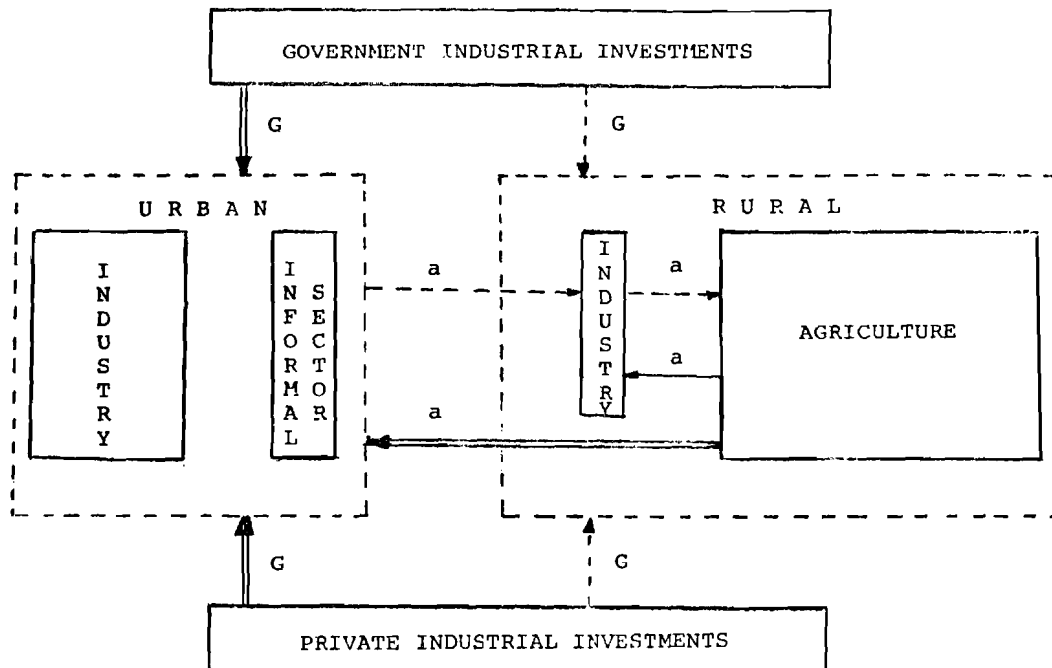 GOVERNMENT INDUSTRIAL INVESTMENTS
G
G
URBAN
RURAL
INDUSTRY
INFORMAL
SECTOR
a
INDUSTRY
a
AGRICULTURE
a
a
G
G
PRIVATE INDUSTRIAL INVESTMENTS